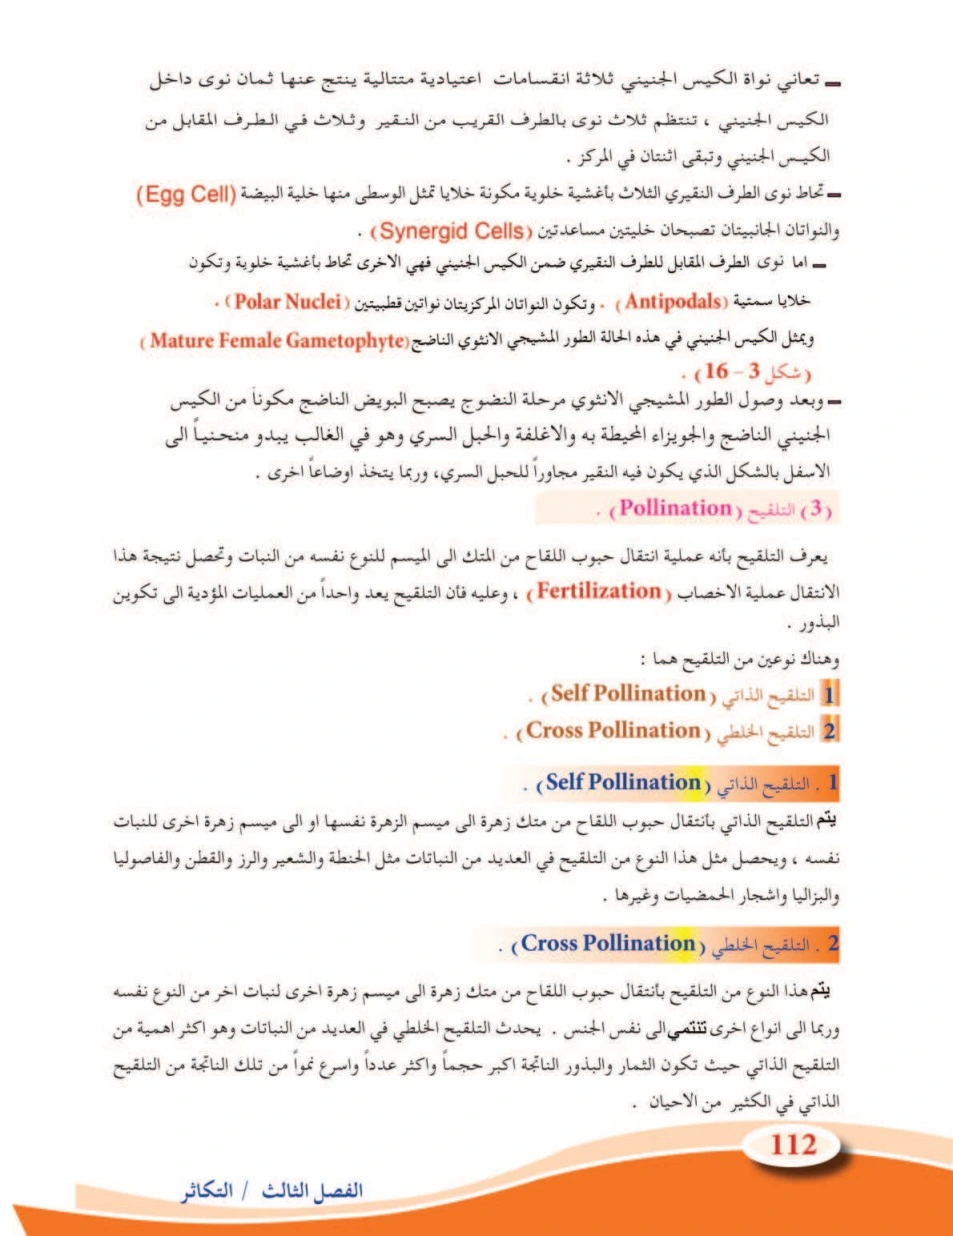 ـ تعاني نواة الكيس الجنيني ثلاثة انقسامات اعتيادية متتالية ينتج عنها ثمان نوى داخل
الكيس الجنيني ، تنتظم ثلاث نوى بالطرف القريب من النقير وثلاث في الطرف المقابل من
الكيس الجنيني وتبقى اثنتان في المركز .
ـ تحاط نوى الطرف النقيري الثلاث بأغشية خلوية مكونة خلايا تمثل الوسطى منها خلية البيضة (Egg Cell)
والنواتان الجانبيتان تصبحان خليتين مساعدتين (Synergid Cells) .
ـ اما نوى الطرف المقابل للطرف النقيري ضمن الكيس الجنيني فهي الاخرى تحاط بأغشية خلوية وتكون
خلايا سمتية (Antipodals) . وتكون النواتان المركزيتان نواتين قطبيتين (Polar Nuclei) .
ويمثل الكيس الجنيني في هذه الحالة الطور المشيجي الانثوي الناضج (Mature Female Gametophyte)
(شكل 3 – 16) .
ـ وبعد وصول الطور المشيجي الانثوي مرحلة النضوج يصبح البويض الناضج مكوناً من الكيس
الجنيني الناضج والجويزاء المحيطة به والاغلفة والحبل السري وهو في الغالب يبدو منحنياً الى
الاسفل بالشكل الذي يكون فيه النقير مجاوراً للحبل السري، وربما يتخذ اوضاعاً اخرى .
(3) التلقيح (Pollination) .
يعرف التلقيح بأنه عملية انتقال حبوب اللقاح من المتك الى الميسم للنوع نفسه من النبات وتحصل نتيجة هذا
الانتقال عملية الاخصاب (Fertilization) ، وعليه فأن التلقيح يعد واحداً من العمليات المؤدية الى تكوين
البذور .
وهناك نوعين من التلقيح هما :
1 التلقيح الذاتي (Self Pollination) .
2 التلقيح الخلطي (Cross Pollination) .
1 . التلقيح الذاتي (Self Pollination) .
يتم التلقيح الذاتي بأنتقال حبوب اللقاح من متك زهرة الى ميسم الزهرة نفسها او الى ميسم زهرة اخرى للنبات
نفسه ، ويحصل مثل هذا النوع من التلقيح في العديد من النباتات مثل الحنطة والشعير والرز والقطن والفاصوليا
والبزاليا واشجار الحمضيات وغيرها .
2 . التلقيح الخلطي (Cross Pollination) .
يتم هذا النوع من التلقيح بأنتقال حبوب اللقاح من متك زهرة الى ميسم زهرة اخرى لنبات اخر من النوع نفسه
وربما الى انواع اخرى تنتمي الى نفس الجنس . يحدث التلقيح الخلطي في العديد من النباتات وهو اكثر اهمية من
التلقيح الذاتي حيث تكون الثمار والبذور الناتجة اكبر حجماً واكثر عدداً واسرع نمواً من تلك الناتجة من التلقيح
الذاتي في الكثير من الاحيان .
112
الفصل الثالث / التكاثر